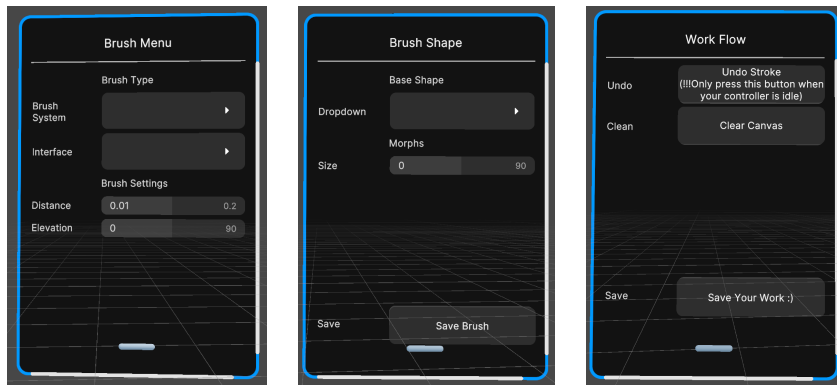 Brush Menu
Brush Type
Brush
System
Interface
Brush Settings
Distance 0.01 0.2
Elevation 0 90
Brush Shape
Base Shape
Dropdown
Morphs
Size 0 90
Save Save Brush
Work Flow
Undo Undo Stroke
(!!!Only press this button when
your controller is idle)
Clean Clear Canvas
Save Save Your Work :)